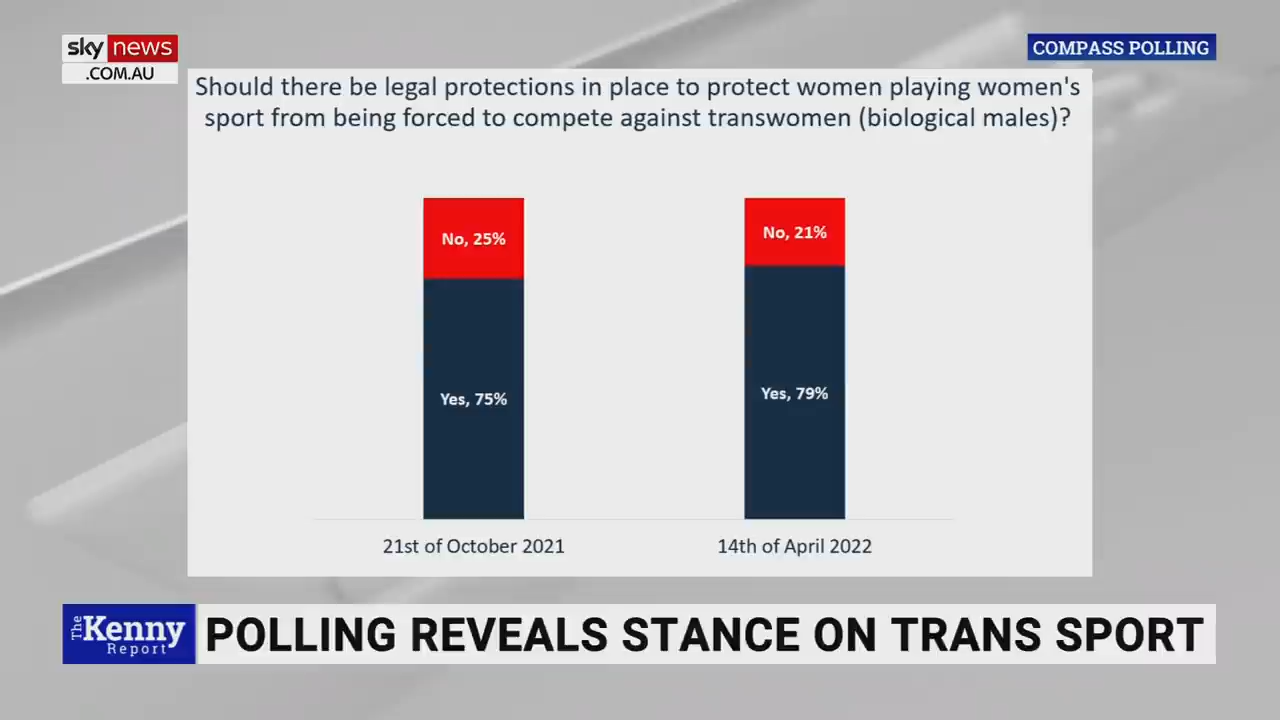 sky news
.COM.AU
COMPASS POLLING
Should there be legal protections in place to protect women playing women's
sport from being forced to compete against transwomen (biological males)?
No, 25%
No, 21%
Yes, 75%
Yes, 79%
21st of October 2021
14th of April 2022
The Kenny Report
POLLING REVEALS STANCE ON TRANS SPORT